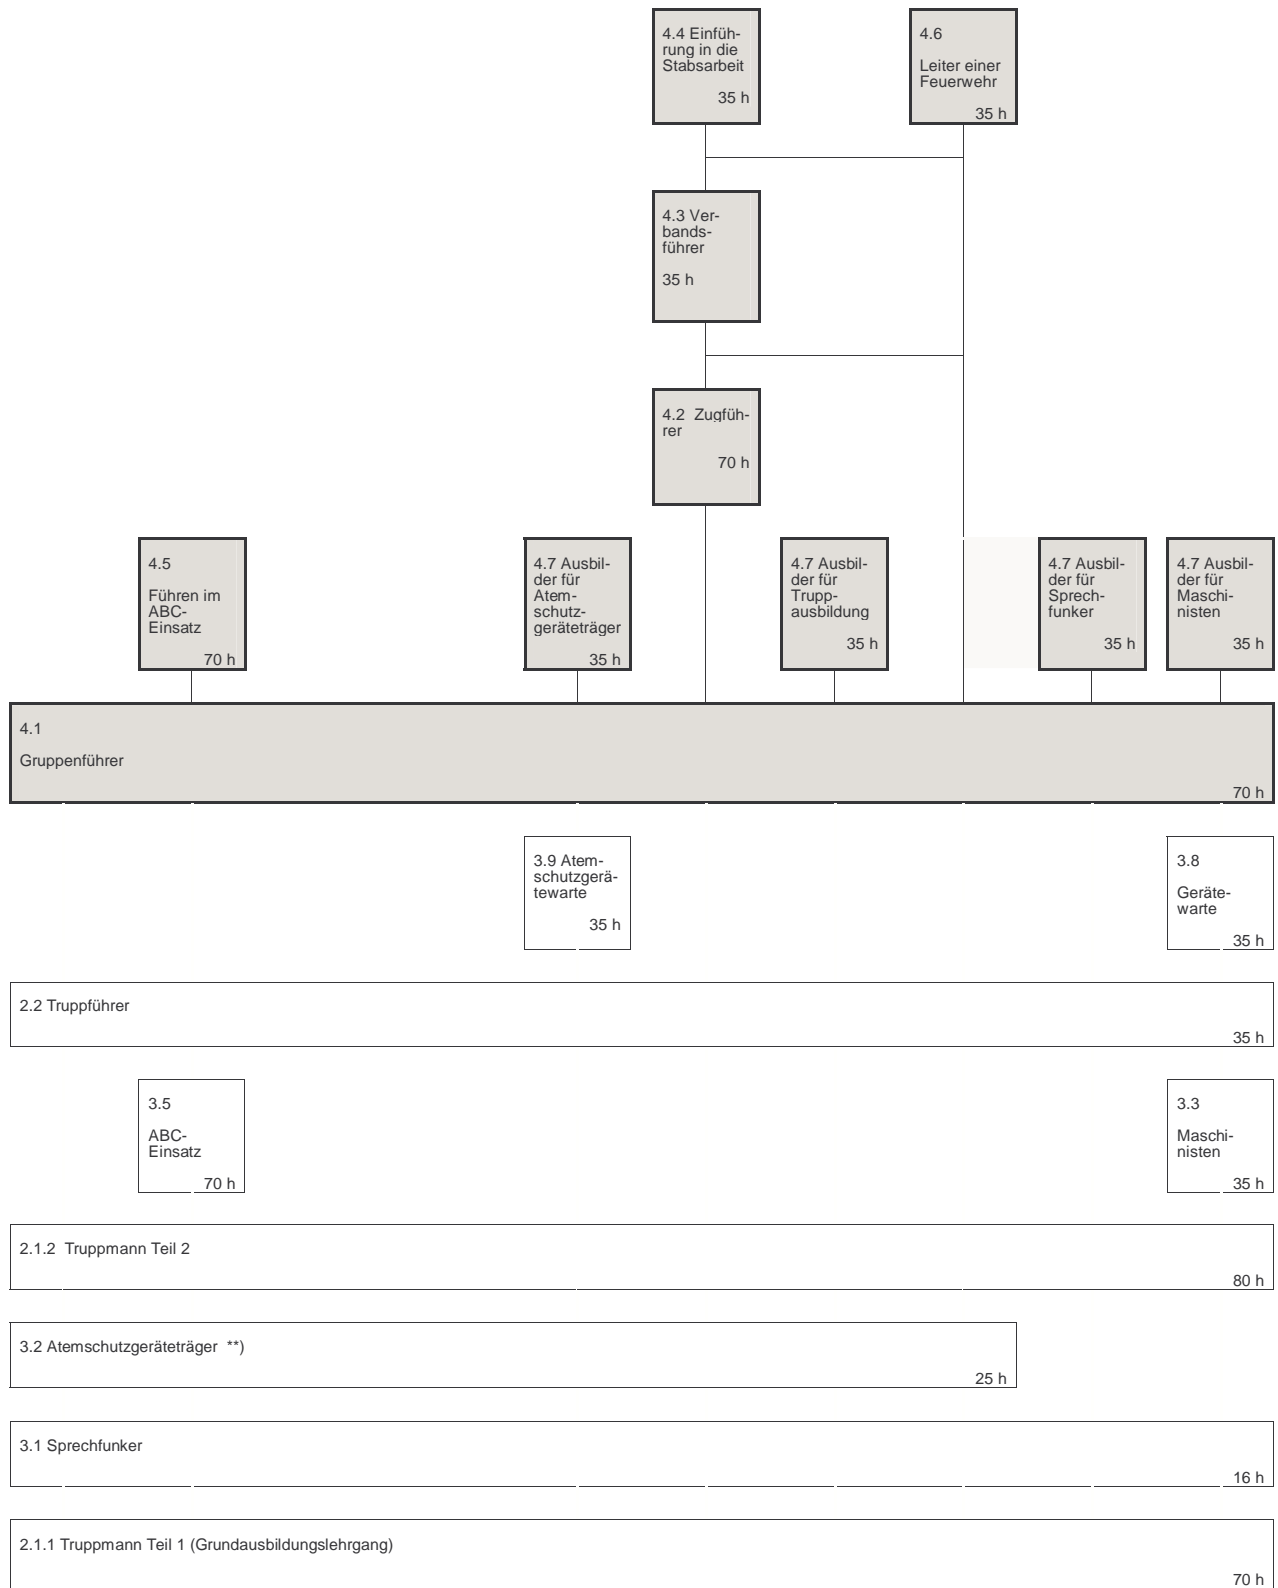 4.4 Einfüh-
rung in die
Stabsarbeit
35 h
4.6
Leiter einer
Feuerwehr
35 h
4.3 Ver-
bands-
führer
35 h
4.2 Zugfüh-
rer
70 h
4.5
Führen im
ABC-
Einsatz
70 h
4.7 Ausbil-
der für
Atem-
schutz-
geräteträger
35 h
4.7 Ausbil-
der für
Trupp-
ausbildung
35 h
4.7 Ausbil-
der für
Sprech-
funker
35 h
4.7 Ausbil-
der für
Maschi-
nisten
35 h
4.1
Gruppenführer
70 h
3.9 Atem-
schutzgerä-
tewarte
35 h
3.8
Geräte-
warte
35 h
2.2 Truppführer
35 h
3.5
ABC-
Einsatz
70 h
3.3
Maschi-
nisten
35 h
2.1.2 Truppmann Teil 2
80 h
3.2 Atemschutzgeräteträger **)
25 h
3.1 Sprechfunker
16 h
2.1.1 Truppmann Teil 1 (Grundausbildungslehrgang)
70 h